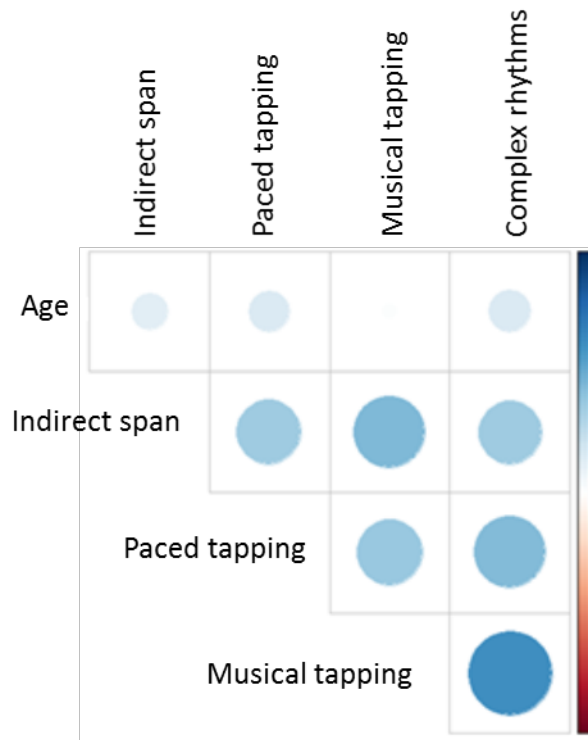 Indirect span
Paced tapping
Musical tapping
Complex rhythms
Age
Indirect span
Paced tapping
Musical tapping